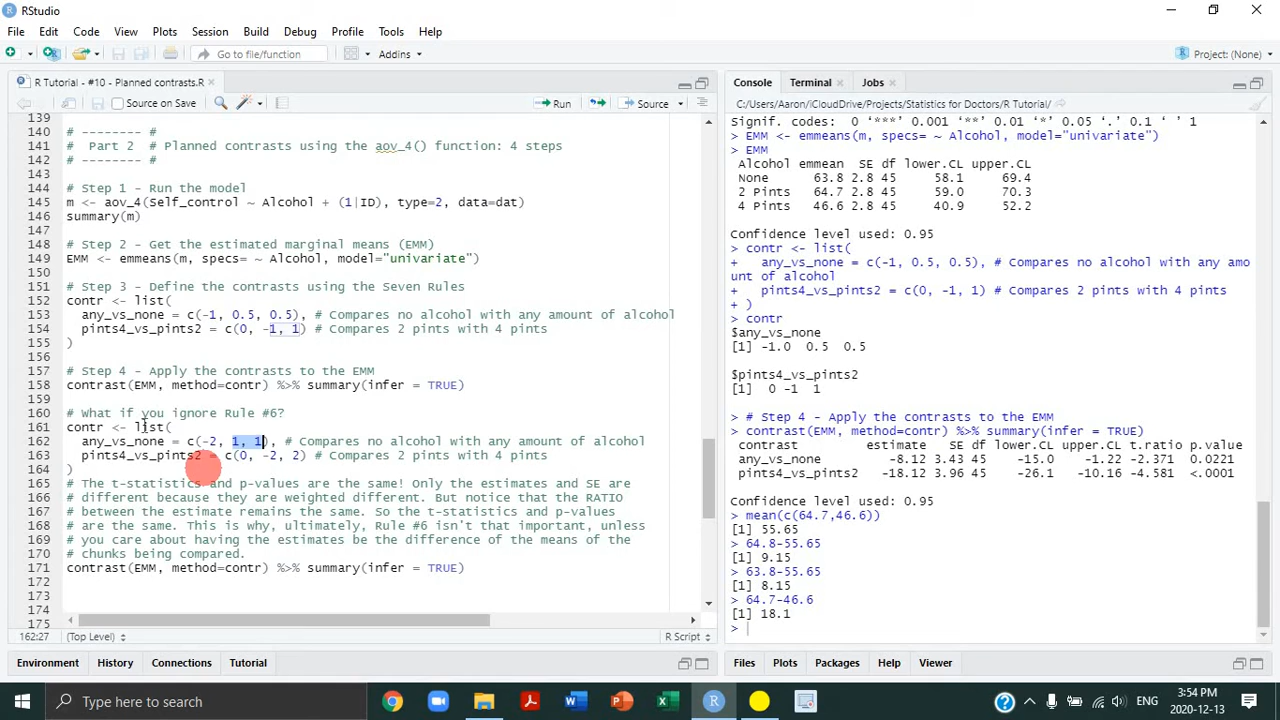 RStudio
File Edit Code View Plots Session Build Debug Profile Tools Help
Go to file/function
Addins
Project: (None)
R Tutorial - #10 - Planned contrasts.R
Source on Save
Run
Source
139
140 # -------- #
141 #  Part 2  # Planned contrasts using the aov_4() function: 4 steps
142 # -------- #
143
144 # Step 1 - Run the model
145 m <- aov_4(Self_control ~ Alcohol + (1|ID), type=2, data=dat)
146 summary(m)
147
148 # Step 2 - Get the estimated marginal means (EMM)
149 EMM <- emmeans(m, specs= ~ Alcohol, model="univariate")
150
151 # Step 3 - Define the contrasts using the Seven Rules
152 contr <- list(
153   any_vs_none = c(-1, 0.5, 0.5), # Compares no alcohol with any amount of alcohol
154   pints4_vs_pints2 = c(0, -1, 1) # Compares 2 pints with 4 pints
155 )
156
157 # Step 4 - Apply the contrasts to the EMM
158 contrast(EMM, method=contr) %>% summary(infer = TRUE)
159
160 # What if you ignore Rule #6?
161 contr <- list(
162   any_vs_none = c(-2, 1, 1), # Compares no alcohol with any amount of alcohol
163   pints4_vs_pints2 = c(0, -2, 2) # Compares 2 pints with 4 pints
164 )
165 # The t-statistics and p-values are the same! Only the estimates and SE are
166 # different because they are weighted different. But notice that the RATIO
167 # between the estimate remains the same. So the t-statistics and p-values
168 # are the same. This is why, ultimately, Rule #6 isn't that important, unless
169 # you care about having the estimates be the difference of the means of the
170 # chunks being compared.
171 contrast(EMM, method=contr) %>% summary(infer = TRUE)
172
173
174
175
162:27 (Top Level) R Script
Environment History Connections Tutorial
Console Terminal Jobs
C:/Users/Aaron/iCloudDrive/Projects/Statistics for Doctors/R Tutorial/
Signif. codes:  0 ‘***’ 0.001 ‘**’ 0.01 ‘*’ 0.05 ‘.’ 0.1 ‘ ’ 1
> EMM <- emmeans(m, specs= ~ Alcohol, model="univariate")
> EMM
Alcohol emmean  SE df lower.CL upper.CL
None      63.8 2.8 45     58.1     69.4
2 Pints   64.7 2.8 45     59.0     70.3
4 Pints   46.6 2.8 45     40.9     52.2
Confidence level used: 0.95
> contr <- list(
+   any_vs_none = c(-1, 0.5, 0.5), # Compares no alcohol with any amo
unt of alcohol
+   pints4_vs_pints2 = c(0, -1, 1) # Compares 2 pints with 4 pints
+ )
> contr
$any_vs_none
[1] -1.0  0.5  0.5
$pints4_vs_pints2
[1]  0 -1  1
> # Step 4 - Apply the contrasts to the EMM
> contrast(EMM, method=contr) %>% summary(infer = TRUE)
contrast         estimate   SE df lower.CL upper.CL t.ratio p.value
any_vs_none         -8.12 3.43 45    -15.0    -1.22 -2.371  0.0221
pints4_vs_pints2   -18.12 3.96 45    -26.1   -10.16 -4.581  <.0001
Confidence level used: 0.95
> mean(c(64.7,46.6))
[1] 55.65
> 64.8-55.65
[1] 9.15
> 63.8-55.65
[1] 8.15
> 64.7-46.6
[1] 18.1
>
Files Plots Packages Help Viewer
Type here to search
ENG
3:54 PM
2020-12-13